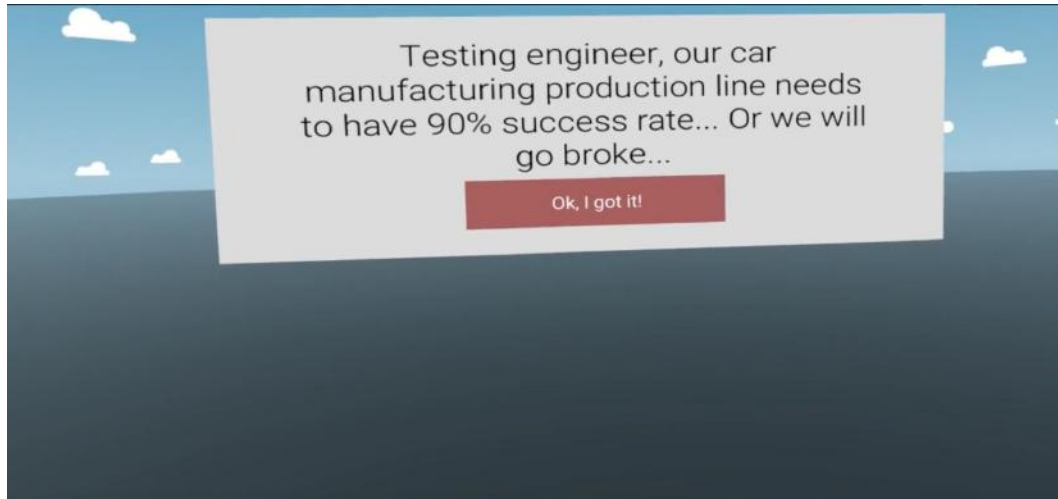 Testing engineer, our car
manufacturing production line needs
to have 90% success rate... Or we will
go broke...
Ok, I got it!